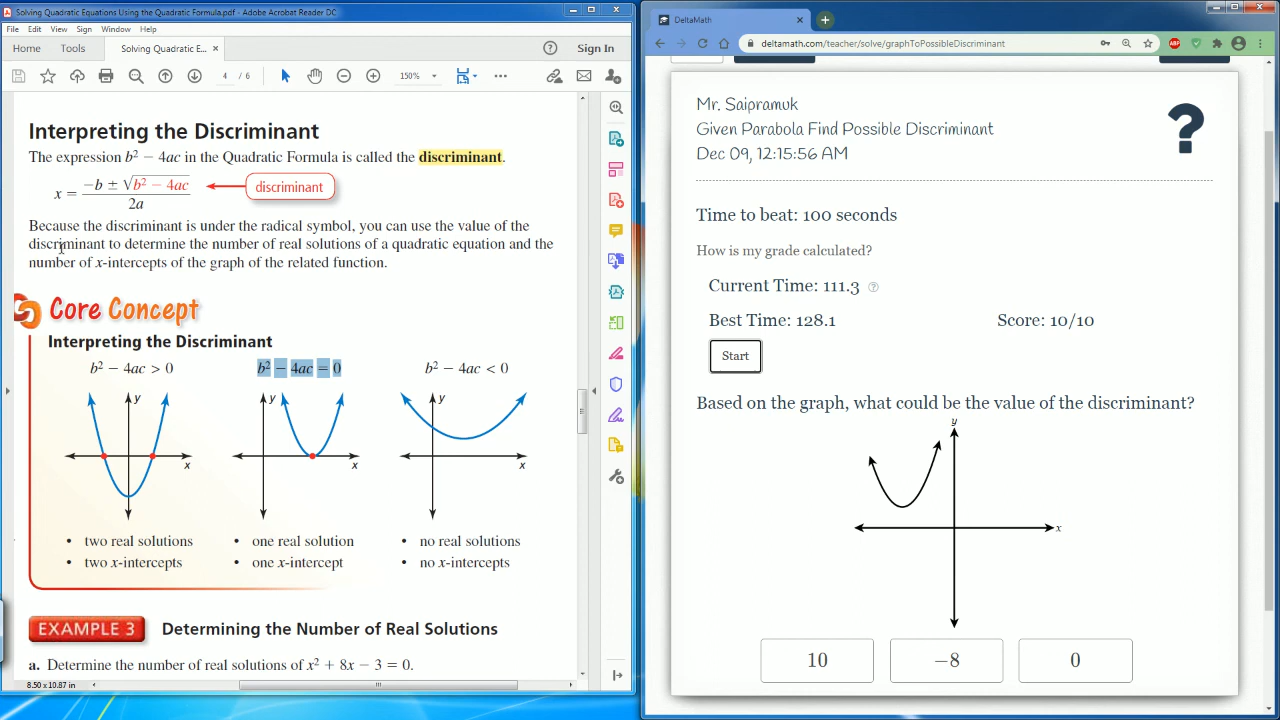 Solving Quadratic Equations Using the Quadratic Formula.pdf - Adobe Acrobat Reader DC
File Edit View Sign Window Help
Home Tools Solving Quadratic E... × Sign In
4 / 6 150%
Interpreting the Discriminant
The expression b² − 4ac in the Quadratic Formula is called the discriminant.
x = −b ± √b² − 4ac / 2a discriminant
Because the discriminant is under the radical symbol, you can use the value of the
discriminant to determine the number of real solutions of a quadratic equation and the
number of x-intercepts of the graph of the related function.
Core Concept
Interpreting the Discriminant
b² − 4ac > 0 b² − 4ac = 0 b² − 4ac < 0
y y y
x x x
• two real solutions • one real solution • no real solutions
• two x-intercepts • one x-intercept • no x-intercepts
EXAMPLE 3 Determining the Number of Real Solutions
a. Determine the number of real solutions of x² + 8x − 3 = 0.
8.50 x 10.87 in
DeltaMath
deltamath.com/teacher/solve/graphToPossibleDiscriminant
ABP
Mr. Saipramuk
Given Parabola Find Possible Discriminant
Dec 09, 12:15:56 AM
?
Time to beat: 100 seconds
How is my grade calculated?
Current Time: 111.3 ?
Best Time: 128.1 Score: 10/10
Start
Based on the graph, what could be the value of the discriminant?
y
x
10 −8 0